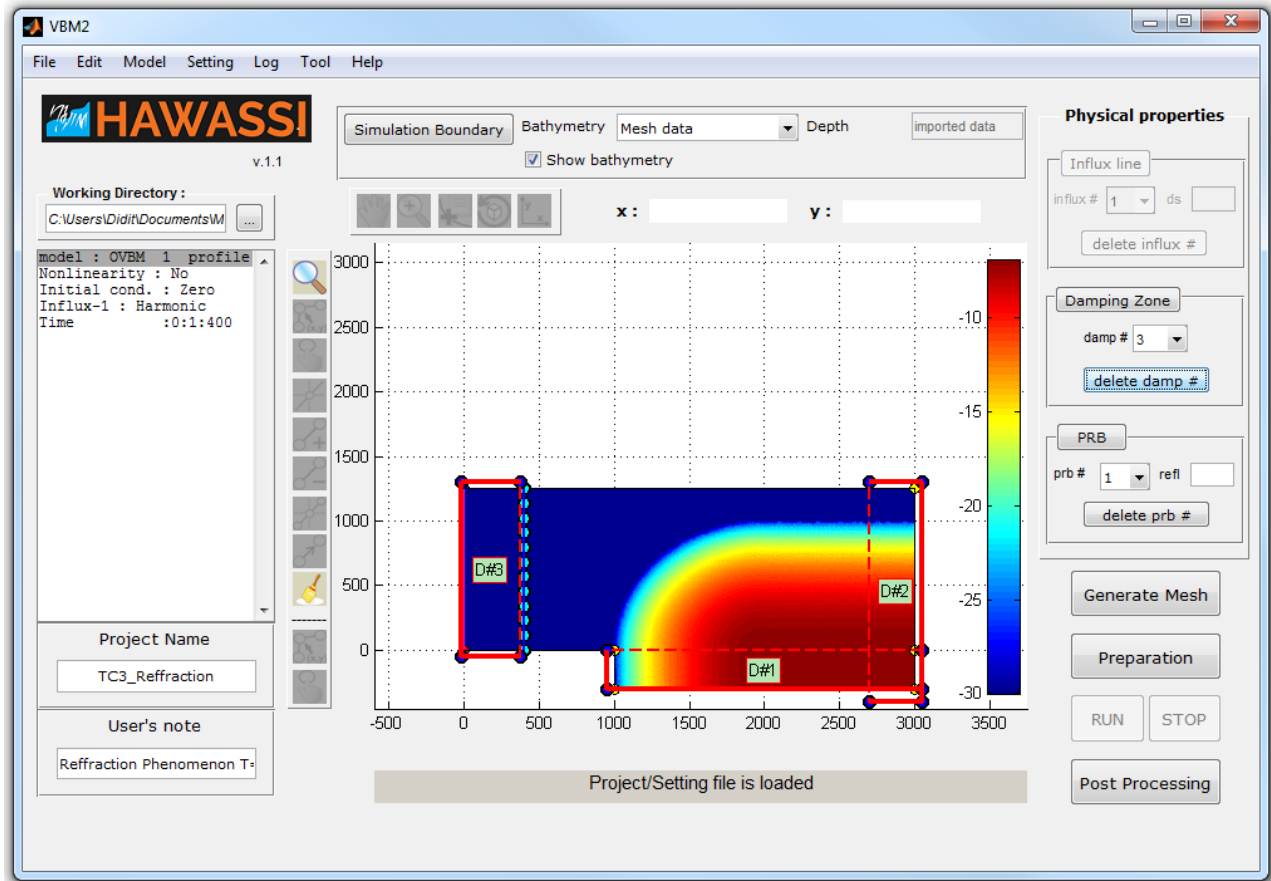 VBM2
File Edit Model Setting Log Tool Help
HAWASSI
v.1.1
Simulation Boundary Bathymetry Mesh data Depth imported data
Show bathymetry
Working Directory :
C:\Users\Didit\Documents\M ...
x : y :
model : OVBM 1 profile
Nonlinearity : No
Initial cond. : Zero
Influx-1 : Harmonic
Time :0:1:400
Project Name
TC3_Refraction
User's note
Reffraction Phenomenon T=
3000
2500
2000
1500
1000
500
0
-500 0 500 1000 1500 2000 2500 3000 3500
D#3
D#2
D#1
-10
-15
-20
-25
-30
Project/Setting file is loaded
Physical properties
Influx line
influx # 1 ds
delete influx #
Damping Zone
damp # 3
delete damp #
PRB
prb # 1 refl
delete prb #
Generate Mesh
Preparation
RUN STOP
Post Processing